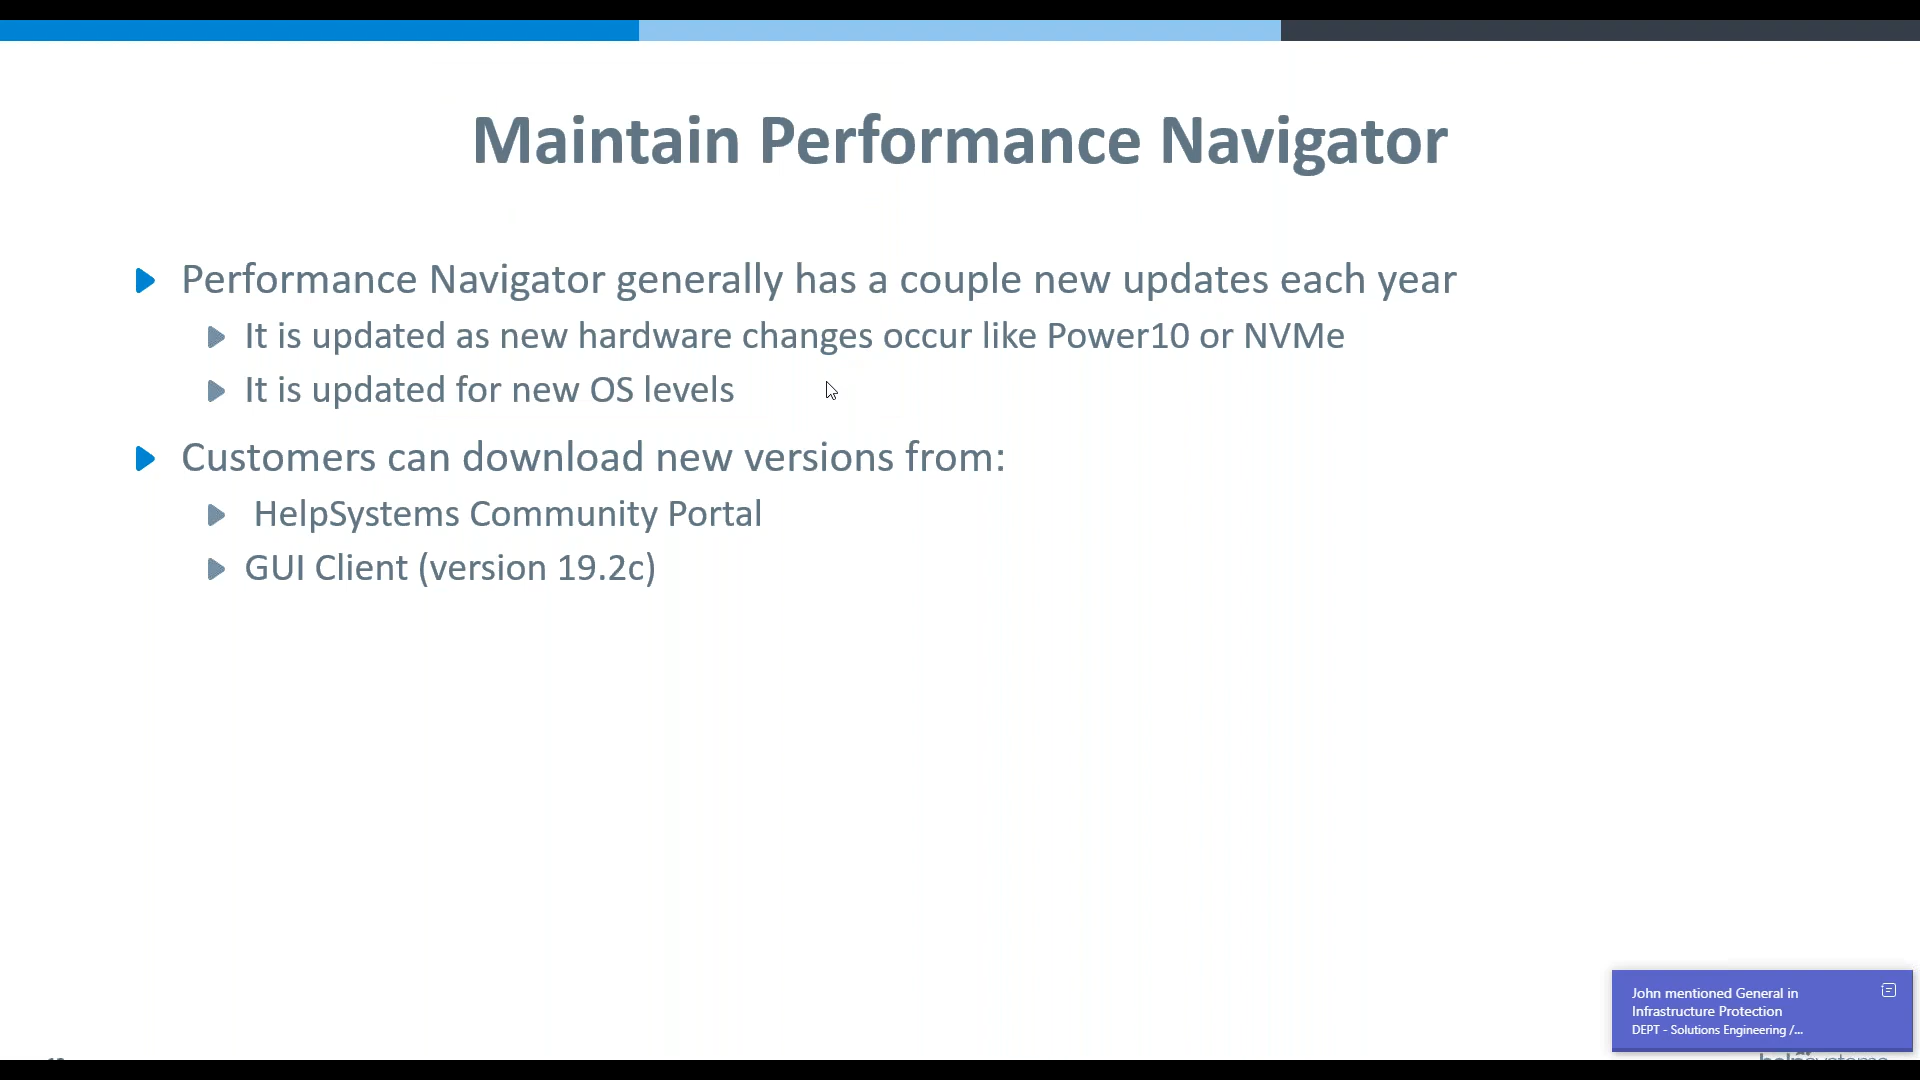 Maintain Performance Navigator
Performance Navigator generally has a couple new updates each year
It is updated as new hardware changes occur like Power10 or NVMe
It is updated for new OS levels
Customers can download new versions from:
HelpSystems Community Portal
GUI Client (version 19.2c)
John mentioned General in
Infrastructure Protection
DEPT - Solutions Engineering /...